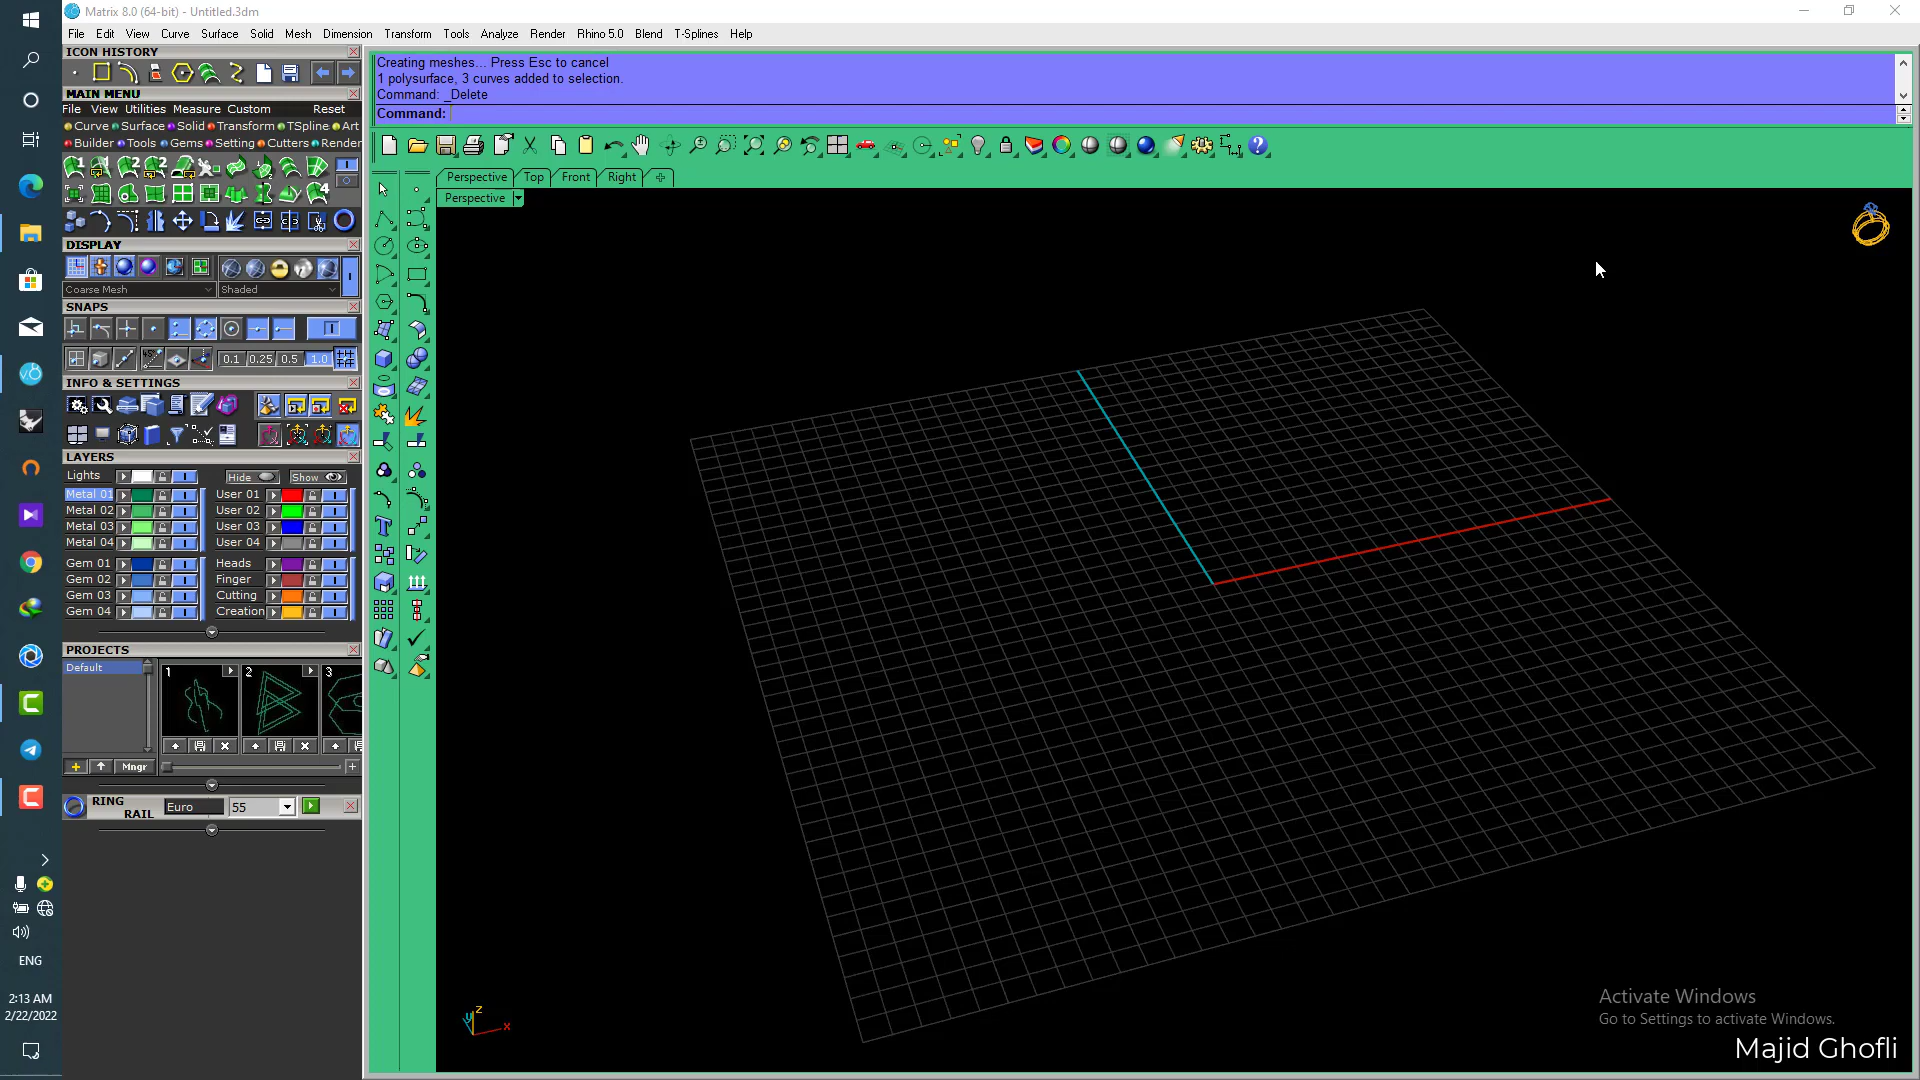 Matrix 8.0 (64-bit) - Untitled.3dm
File Edit View Curve Surface Solid Mesh Dimension Transform Tools Analyze Render Rhino 5.0 Blend T-Splines Help
ICON HISTORY
MAIN MENU
File View Utilities Measure Custom Reset
Curve Surface Solid Transform TSpline Art
Builder Tools Gems Setting Cutters Render
1 2 2
4
DISPLAY
Coarse Mesh Shaded
SNAPS
0.1 0.25 0.5 1.0
INFO & SETTINGS
LAYERS
Lights Hide Show
Metal 01 User 01
Metal 02 User 02
Metal 03 User 03
Metal 04 User 04
Gem 01 Heads
Gem 02 Finger
Gem 03 Cutting
Gem 04 Creation
PROJECTS
Default 1 2 3
Mngr
RING RAIL Euro 55
Creating meshes... Press Esc to cancel
1 polysurface, 3 curves added to selection.
Command: _Delete
Command:
Perspective Top Front Right
Perspective
z
y
x
ENG
2:13 AM
2/22/2022
Activate Windows
Go to Settings to activate Windows.
Majid Ghofli